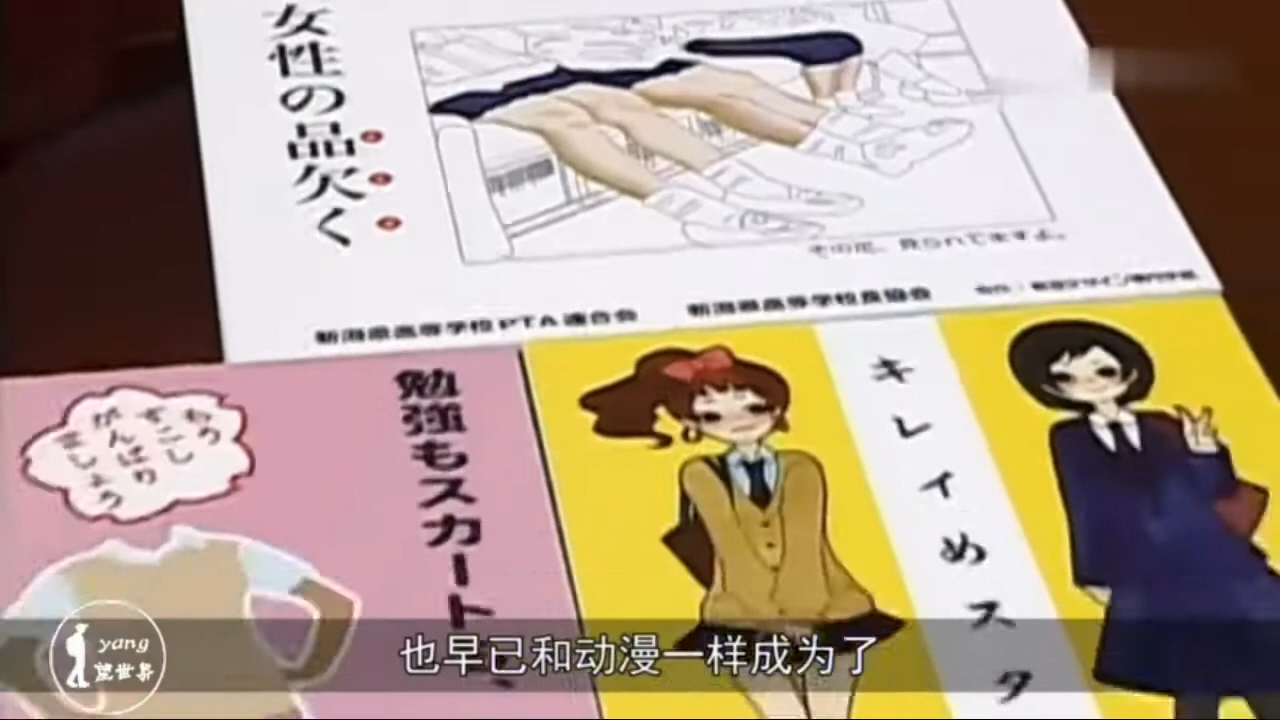 女性の品欠く
その足、見られてますよ。
新潟県高等学校PTA連合会 新潟県高等学校長協会
もう
すこし
がんばり
ましょう
勉強もスカート
キレイめスタ
yang
望世界
也早已和动漫一样成为了